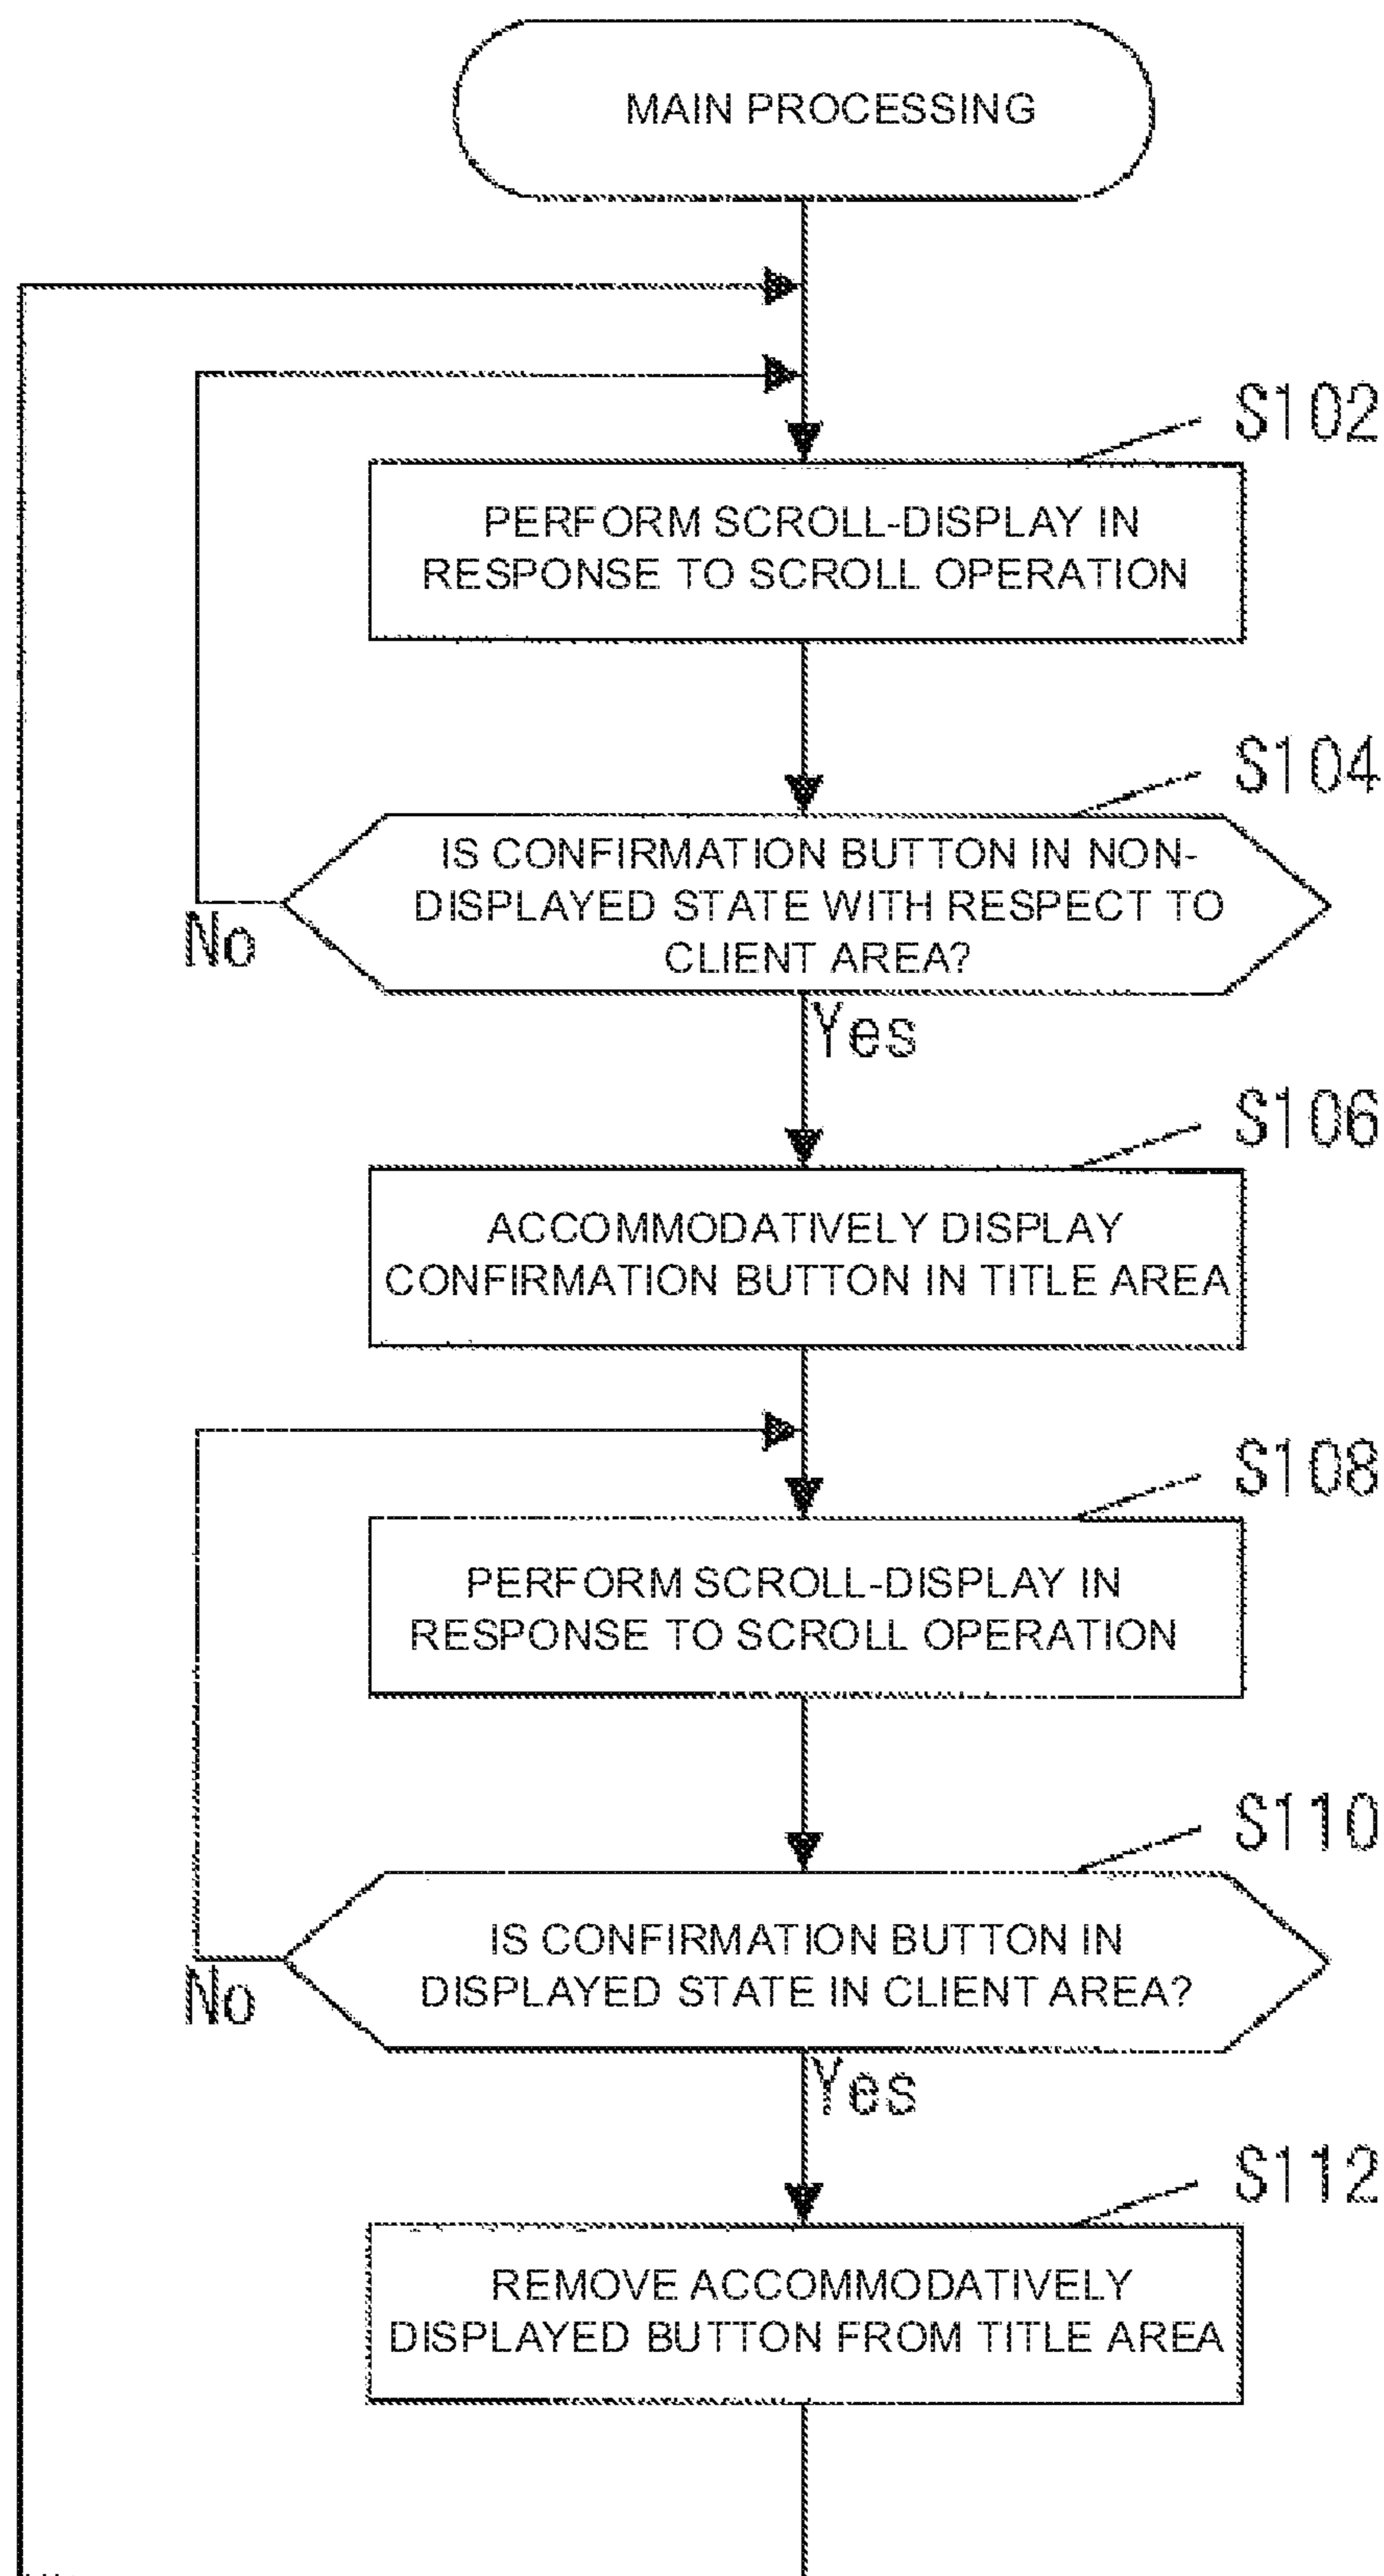 MAIN PROCESSING
S102
PERFORM SCROLL-DISPLAY IN
RESPONSE TO SCROLL OPERATION
S104
IS CONFIRMATION BUTTON IN NON-
DISPLAYED STATE WITH RESPECT TO
CLIENT AREA?
No
Yes
S106
ACCOMMODATIVELY DISPLAY
CONFIRMATION BUTTON IN TITLE AREA
S108
PERFORM SCROLL-DISPLAY IN
RESPONSE TO SCROLL OPERATION
S110
IS CONFIRMATION BUTTON IN
DISPLAYED STATE IN CLIENT AREA?
No
Yes
S112
REMOVE ACCOMMODATIVELY
DISPLAYED BUTTON FROM TITLE AREA